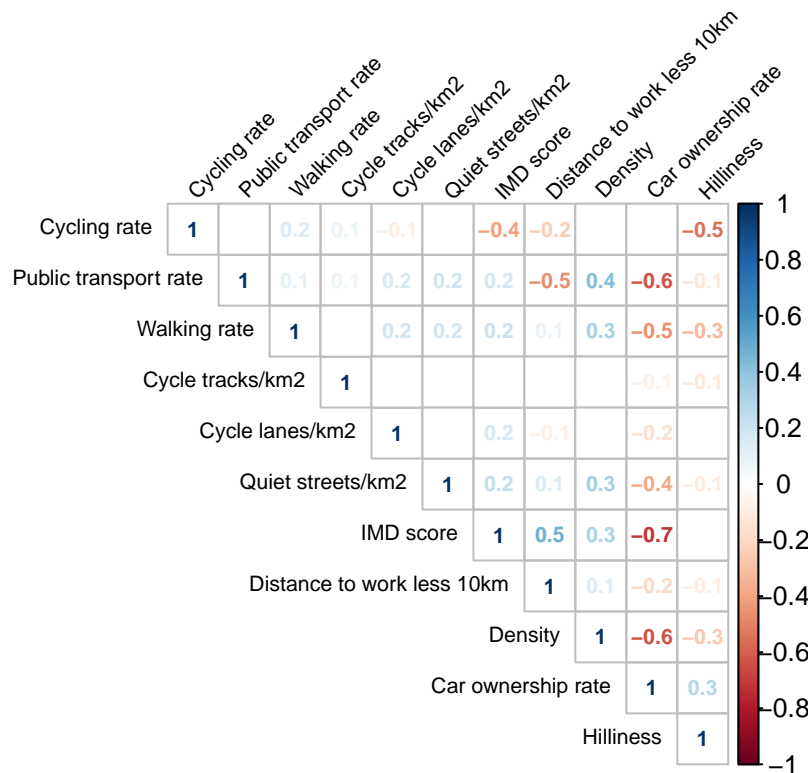 Cycling rate
Public transport rate
Walking rate
Cycle tracks/km2
Cycle lanes/km2
Quiet streets/km2
IMD score
Distance to work less 10km
Density
Car ownership rate
Hilliness
Cycling rate 1 0.2 0.1 −0.1 −0.4 −0.2 −0.5
Public transport rate 1 0.1 0.1 0.2 0.2 0.2 −0.5 0.4 −0.6 −0.1
Walking rate 1 0.2 0.2 0.2 0.1 0.3 −0.5 −0.3
Cycle tracks/km2 1 −0.1 −0.1
Cycle lanes/km2 1 0.2 −0.1 −0.2
Quiet streets/km2 1 0.2 0.1 0.3 −0.4 −0.1
IMD score 1 0.5 0.3 −0.7
Distance to work less 10km 1 0.1 −0.2 −0.1
Density 1 −0.6 −0.3
Car ownership rate 1 0.3
Hilliness 1
1
0.8
0.6
0.4
0.2
0
−0.2
−0.4
−0.6
−0.8
−1